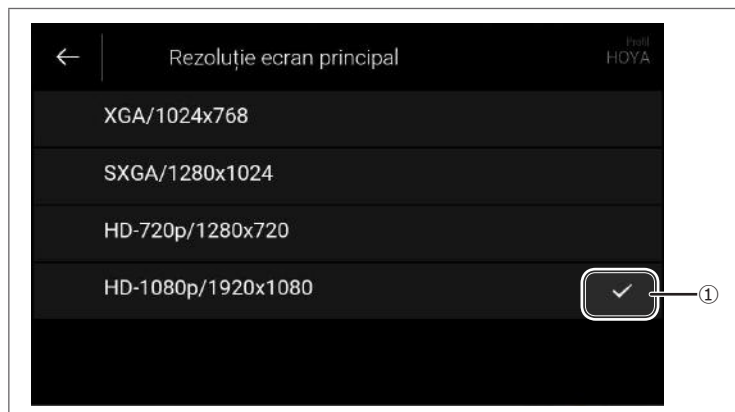 ← Rezoluție ecran principal
Profil
HOYA
XGA/1024x768
SXGA/1280x1024
HD-720p/1280x720
HD-1080p/1920x1080 ✓
①